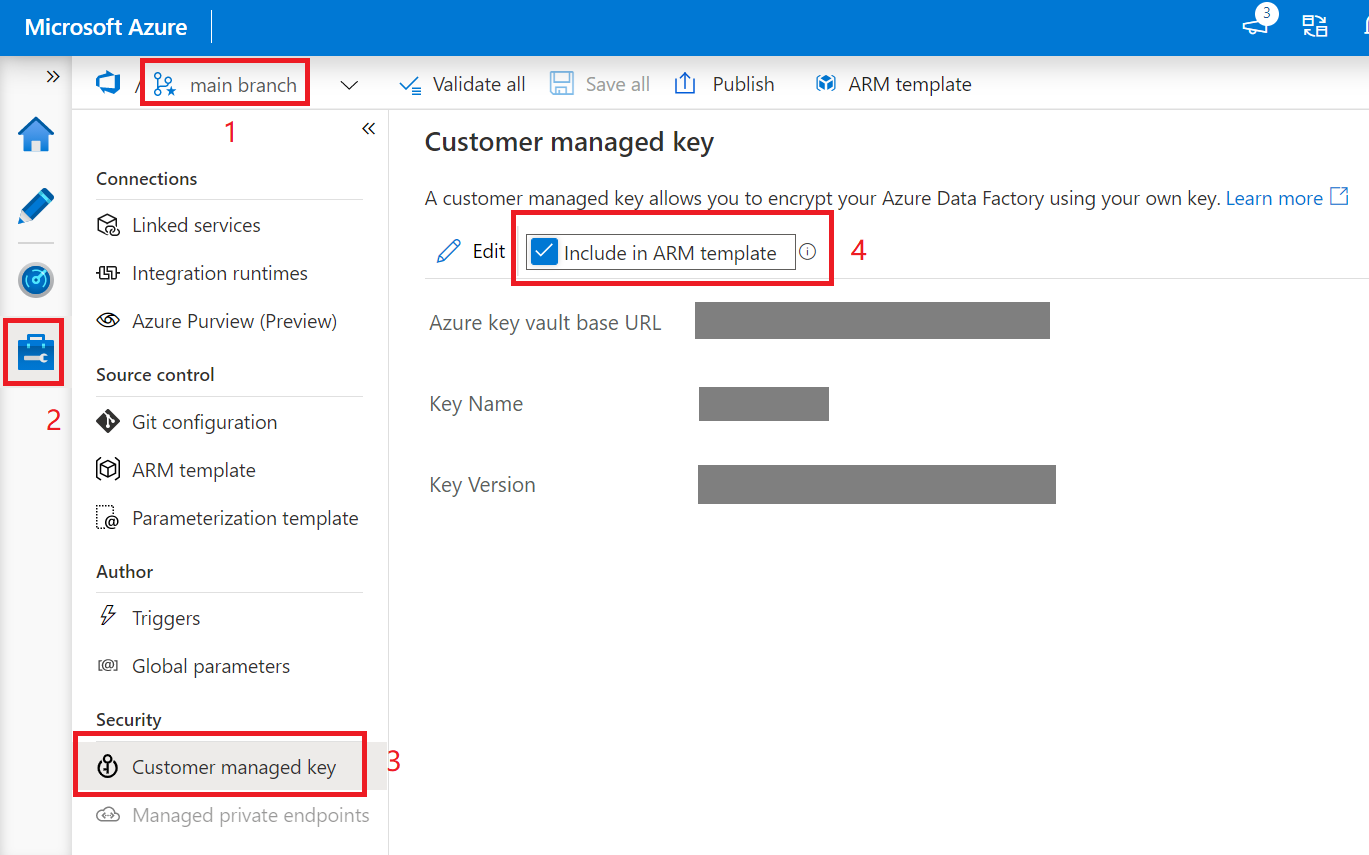 Microsoft Azure
3
/ main branch Validate all Save all Publish ARM template
1
Connections
Linked services
Integration runtimes
Azure Purview (Preview)
2
Source control
Git configuration
ARM template
Parameterization template
Author
Triggers
Global parameters
Security
Customer managed key
3
Managed private endpoints
Customer managed key
A customer managed key allows you to encrypt your Azure Data Factory using your own key. Learn more
Edit Include in ARM template 4
Azure key vault base URL
Key Name
Key Version